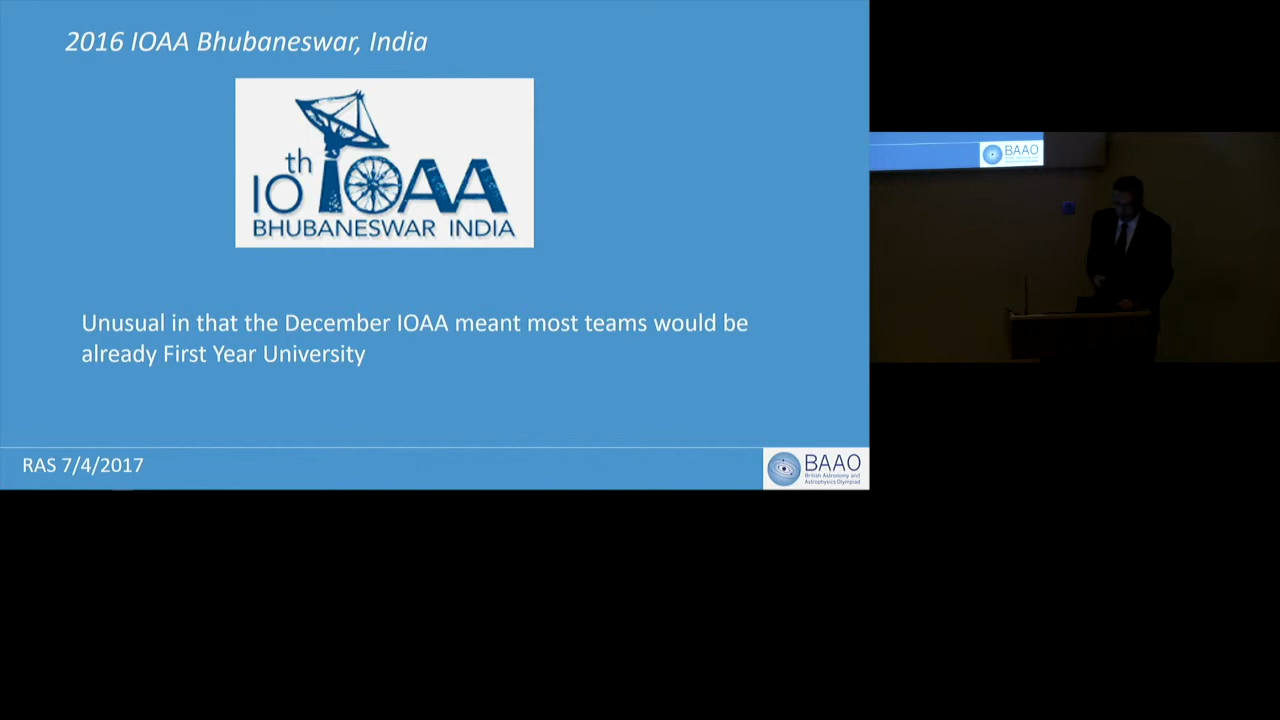 2016 IOAA Bhubaneswar, India
10th IOAA
BHUBANESWAR INDIA
Unusual in that the December IOAA meant most teams would be
already First Year University
RAS 7/4/2017
BAAO
British Astronomy and
Astrophysics Olympiad
BAAO